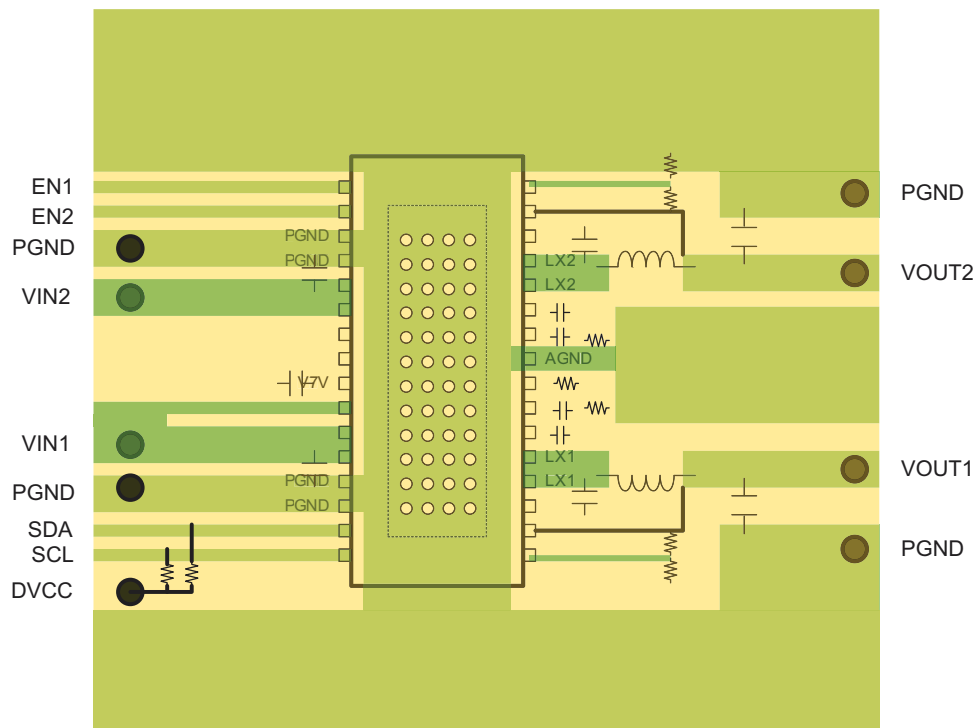 EN1
EN2
PGND
VIN2
VIN1
PGND
SDA
SCL
DVCC
PGND
PGND
V7V
PGND
PGND
LX2
LX2
AGND
LX1
LX1
PGND
VOUT2
VOUT1
PGND